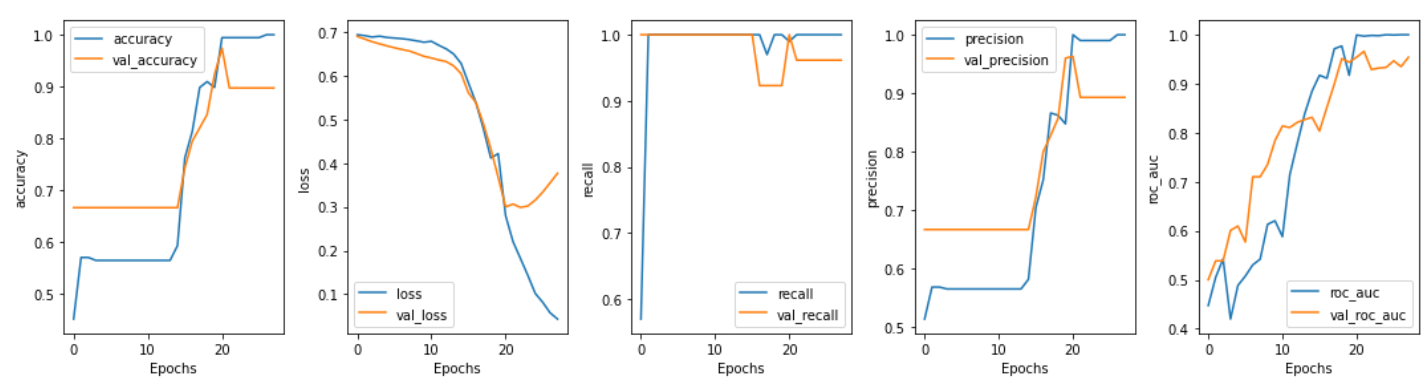 accuracy
1.0
0.9
0.8
0.7
0.6
0.5
accuracy
val_accuracy
0
10
20
Epochs
loss
0.7
0.6
0.5
0.4
0.3
0.2
0.1
loss
val_loss
0
10
20
Epochs
recall
1.0
0.9
0.8
0.7
0.6
recall
val_recall
0
10
20
Epochs
precision
1.0
0.9
0.8
0.7
0.6
0.5
precision
val_precision
0
10
20
Epochs
roc_auc
1.0
0.9
0.8
0.7
0.6
0.5
0.4
roc_auc
val_roc_auc
0
10
20
Epochs